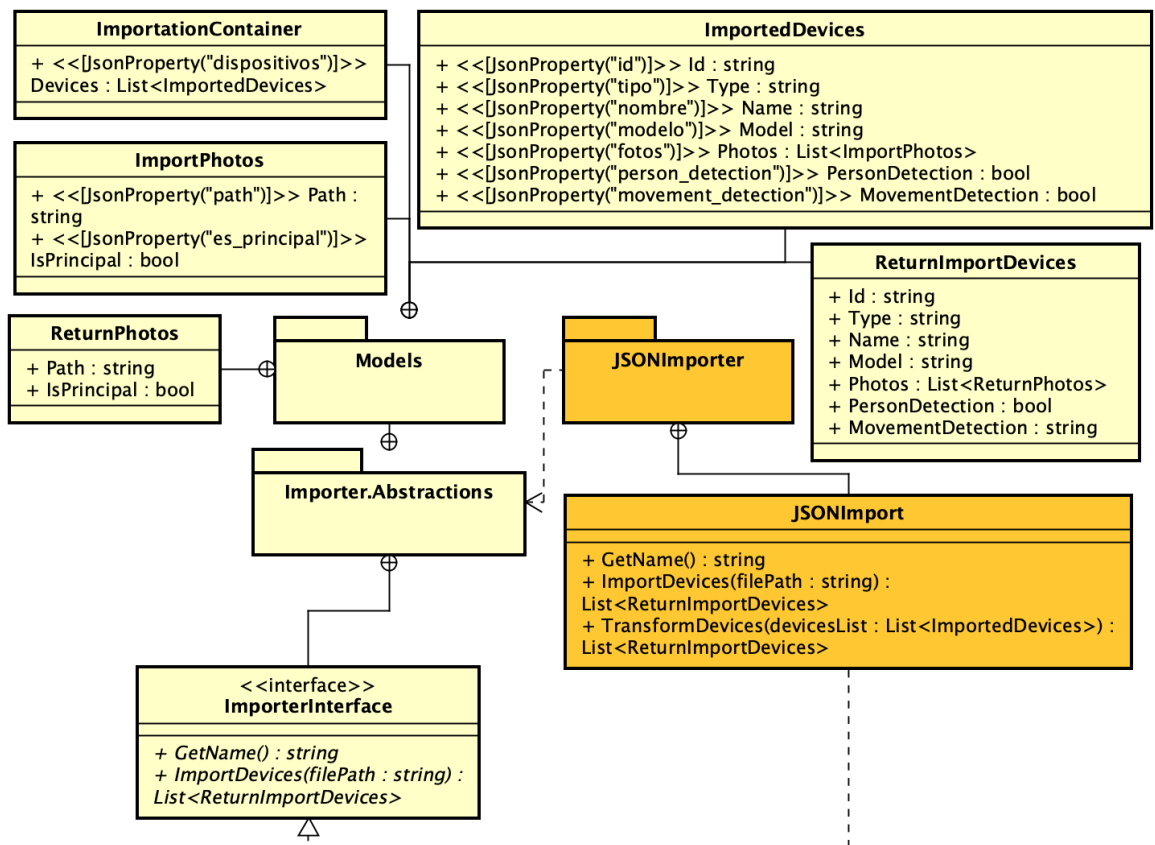 ImportationContainer
+ <<[JsonProperty("dispositivos")]>>
Devices : List<ImportedDevices>
ImportedDevices
+ <<[JsonProperty("id")]>> Id : string
+ <<[JsonProperty("tipo")]>> Type : string
+ <<[JsonProperty("nombre")]>> Name : string
+ <<[JsonProperty("modelo")]>> Model : string
+ <<[JsonProperty("fotos")]>> Photos : List<ImportPhotos>
+ <<[JsonProperty("person_detection")]>> PersonDetection : bool
+ <<[JsonProperty("movement_detection")]>> MovementDetection : bool
ImportPhotos
+ <<[JsonProperty("path")]>> Path :
string
+ <<[JsonProperty("es_principal")]>>
IsPrincipal : bool
ReturnImportDevices
+ Id : string
+ Type : string
+ Name : string
+ Model : string
+ Photos : List<ReturnPhotos>
+ PersonDetection : bool
+ MovementDetection : string
ReturnPhotos
+ Path : string
+ IsPrincipal : bool
Models
JSONImporter
Importer.Abstractions
JSONImport
+ GetName() : string
+ ImportDevices(filePath : string) :
List<ReturnImportDevices>
+ TransformDevices(devicesList : List<ImportedDevices>) :
List<ReturnImportDevices>
<<interface>>
ImporterInterface
+ GetName() : string
+ ImportDevices(filePath : string) :
List<ReturnImportDevices>